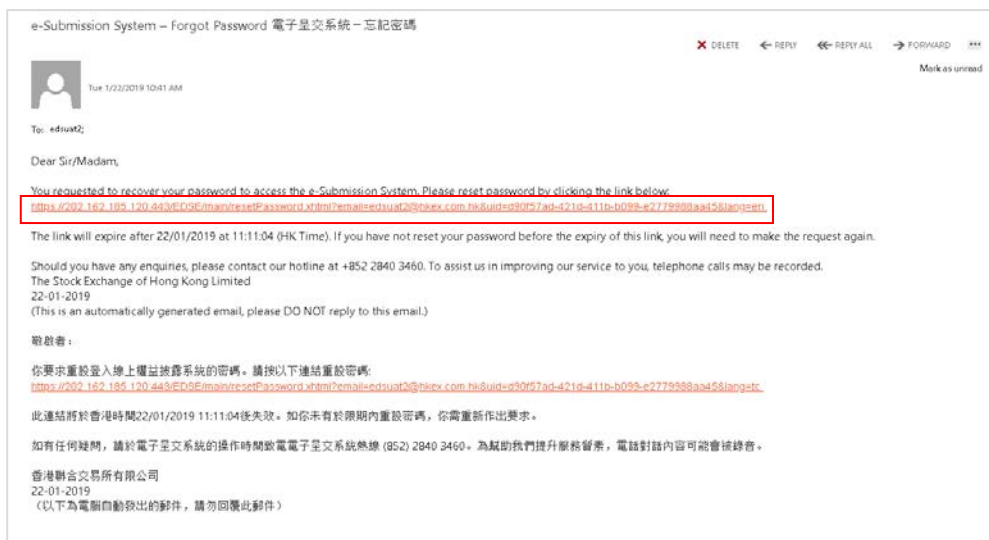 e-Submission System – Forgot Password 電子呈交系統－忘記密碼
DELETE REPLY REPLY ALL FORWARD •••
Mark as unread
Tue 1/22/2019 10:41 AM
To: edsuat2;
Dear Sir/Madam,
You requested to recover your password to access the e-Submission System. Please reset password by clicking the link below:
https://202.162.185.120:443/EDSE/main/resetPassword.xhtml?email=edsuat2@hkex.com.hk&uid=d90f57ad-421d-411b-b099-e2779988aa45&lang=en
The link will expire after 22/01/2019 at 11:11:04 (HK Time). If you have not reset your password before the expiry of this link, you will need to make the request again.
Should you have any enquiries, please contact our hotline at +852 2840 3460. To assist us in improving our service to you, telephone calls may be recorded.
The Stock Exchange of Hong Kong Limited
22-01-2019
(This is an automatically generated email, please DO NOT reply to this email.)
敬啟者：
你要求重設登入線上權益披露系統的密碼。請按以下連結重設密碼:
https://202.162.185.120:443/EDSE/main/resetPassword.xhtml?email=edsuat2@hkex.com.hk&uid=d90f57ad-421d-411b-b099-e2779988aa45&lang=tc
此連結將於香港時間22/01/2019 11:11:04後失效。如你未有於限期內重設密碼，你需重新作出要求。
如有任何疑問，請於電子呈交系統的操作時間致電電子呈交系統熱線 (852) 2840 3460。為幫助我們提升服務質素，電話對話內容可能會被錄音。
香港聯合交易所有限公司
22-01-2019
（以下為電腦自動發出的郵件，請勿回覆此郵件）